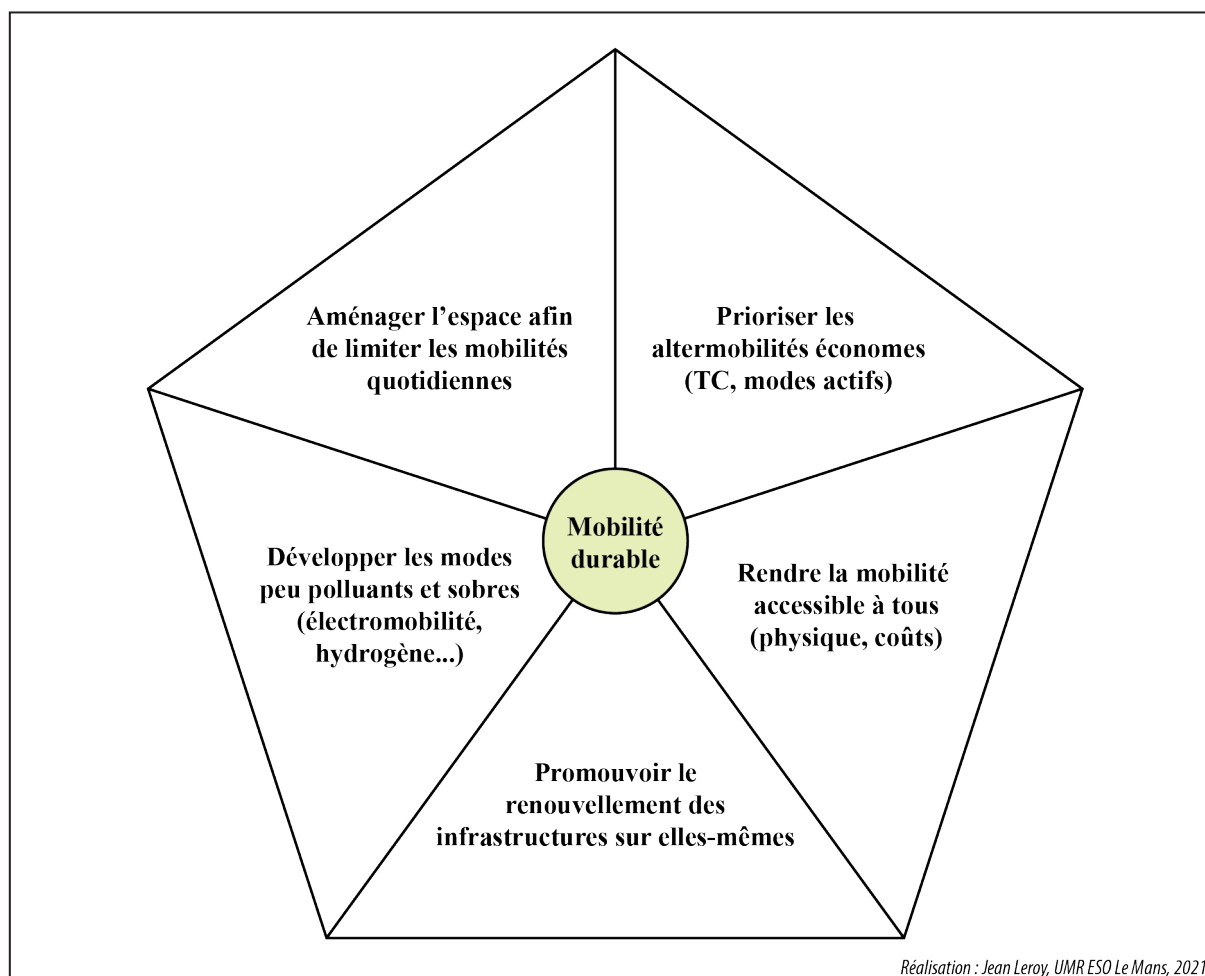 Aménager l’espace afin
de limiter les mobilités
quotidiennes
Prioriser les
altermobilités économes
(TC, modes actifs)
Mobilité
durable
Développer les modes
peu polluants et sobres
(électromobilité,
hydrogène...)
Rendre la mobilité
accessible à tous
(physique, coûts)
Promouvoir le
renouvellement des
infrastructures sur elles-mêmes
Réalisation : Jean Leroy, UMR ESO Le Mans, 2021